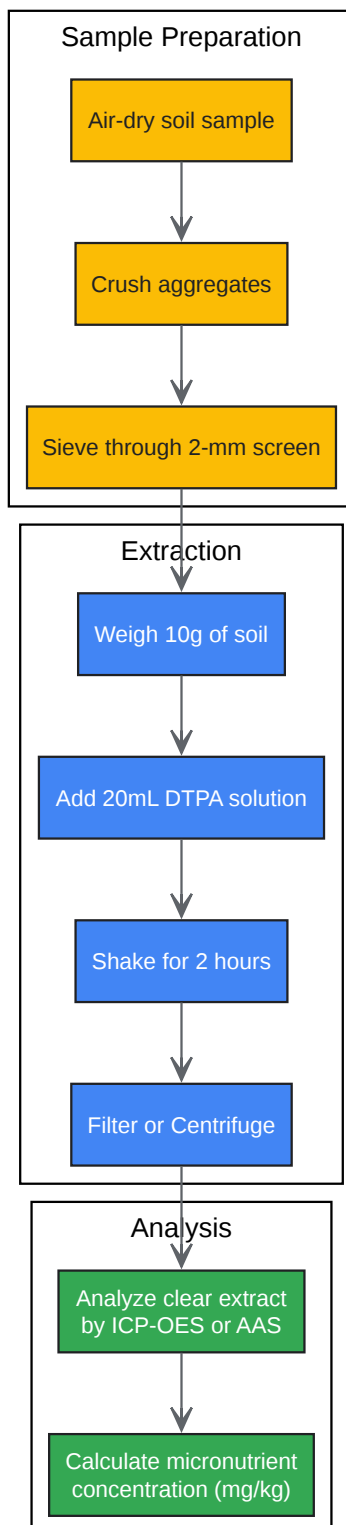 Sample Preparation
Air-dry soil sample
Crush aggregates
Sieve through 2-mm screen
Extraction
Weigh 10g of soil
Add 20mL DTPA solution
Shake for 2 hours
Filter or Centrifuge
Analysis
Analyze clear extract
by ICP-OES or AAS
Calculate micronutrient
concentration (mg/kg)